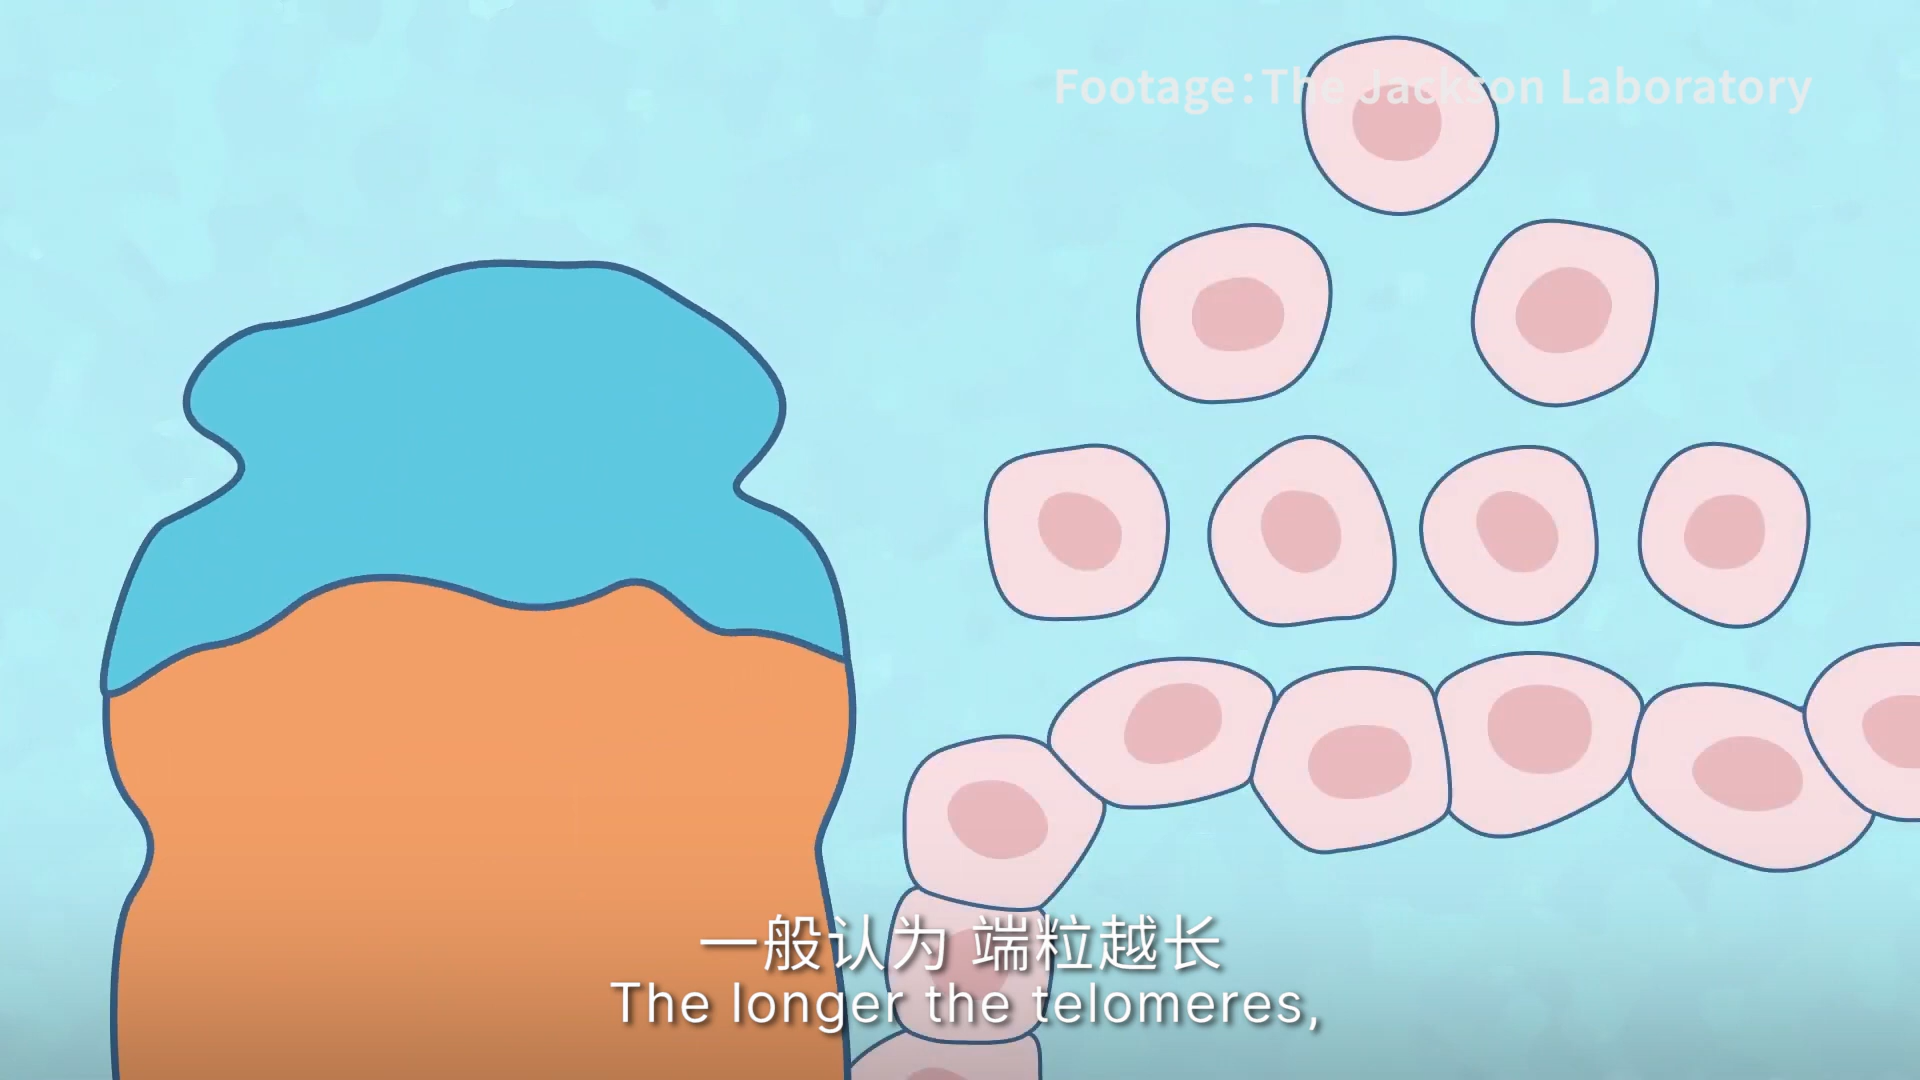 Footage:The Jackson Laboratory
一般认为 端粒越长
The longer the telomeres,